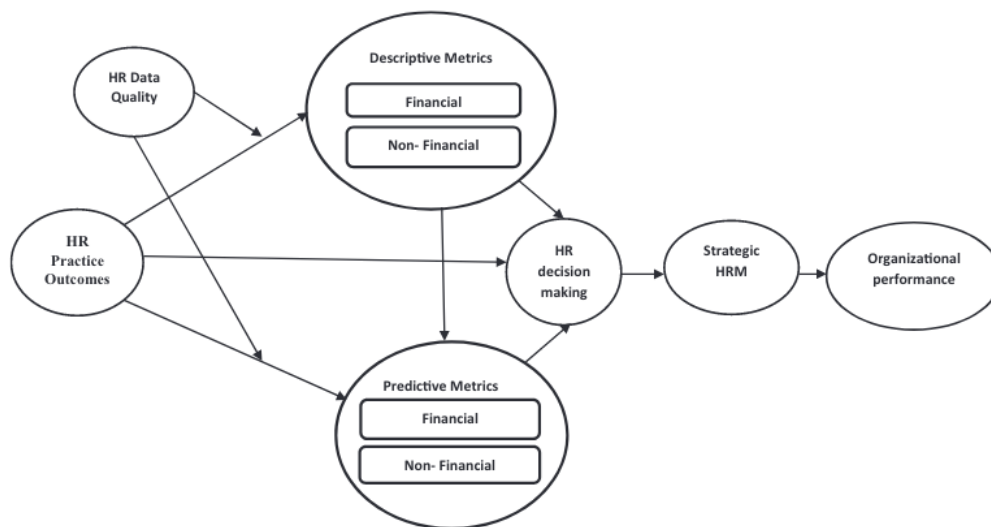 Descriptive Metrics
Financial
Non- Financial
HR Data
Quality
HR
Practice
Outcomes
HR
decision
making
Strategic
HRM
Organizational
performance
Predictive Metrics
Financial
Non- Financial